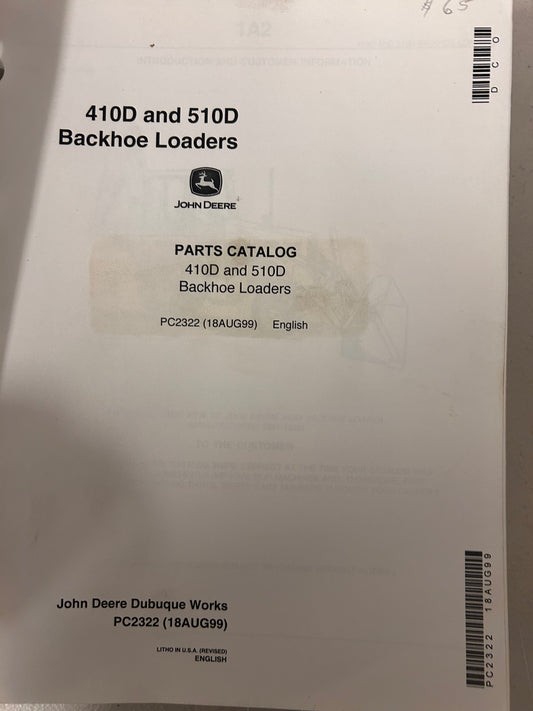 $65
DCO
410D and 510D
Backhoe Loaders
JOHN DEERE
PARTS CATALOG
410D and 510D
Backhoe Loaders
PC2322 (18AUG99) English
John Deere Dubuque Works
PC2322 (18AUG99)
LITHO IN U.S.A. (REVISED)
ENGLISH
PC2322 18AUG99